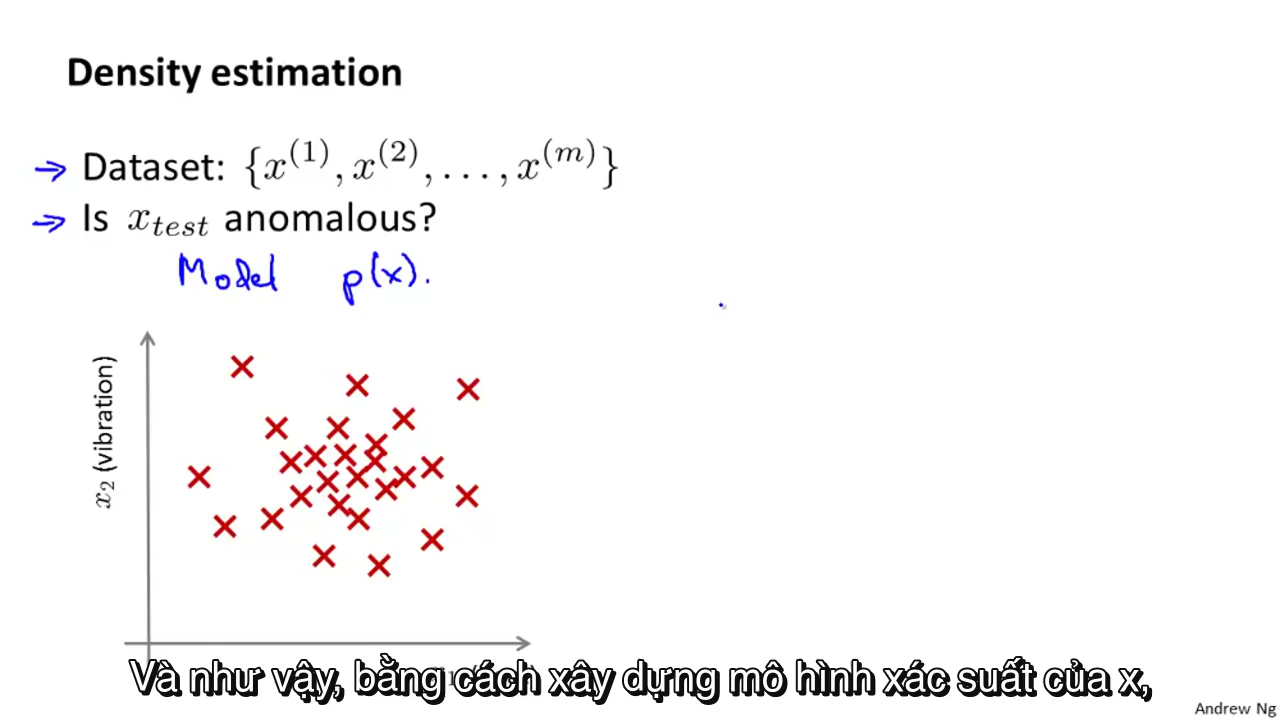 Density estimation
→ Dataset: {x^(1), x^(2), ..., x^(m)}
→ Is x_test anomalous?
Model p(x).
x_2 (vibration)
Và như vậy, bằng cách xây dựng mô hình xác suất của x,
Andrew Ng